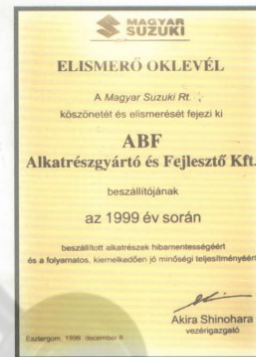 MAGYAR
SUZUKI
ELISMERŐ OKLEVÉL
A Magyar Suzuki Rt.
köszönetét és elismerését fejezi ki
ABF
Alkatrészgyártó és Fejlesztő Kft.
beszállítójának
az 1999 év során
beszállított alkatrészek hibamentességéért
és a folyamatos, kiemelkedően jó minőségi teljesítményéért
Akira Shinohara
vezérigazgató
Esztergom, 1999. december